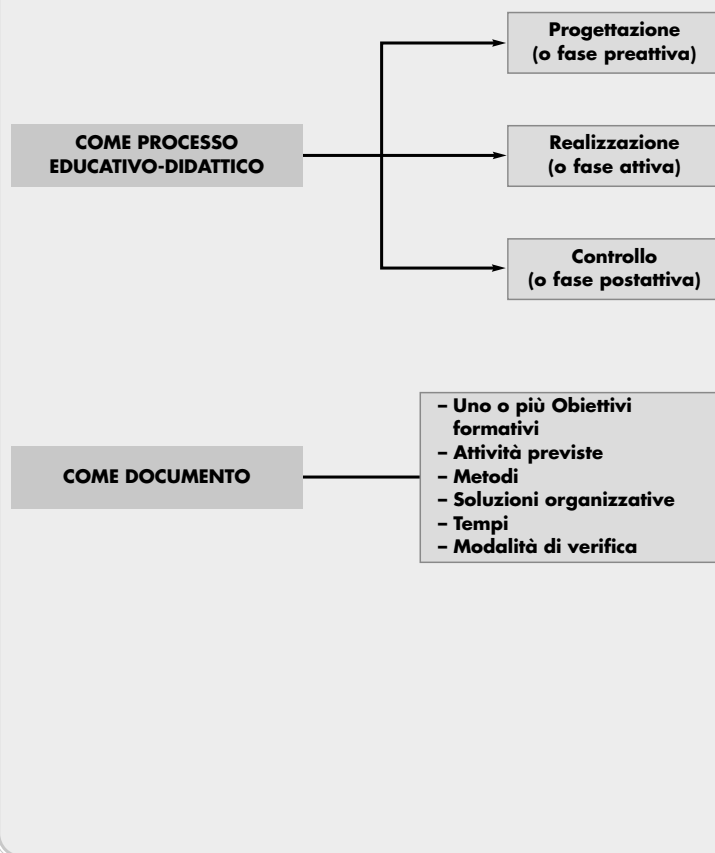 Progettazione
(o fase preattiva)
COME PROCESSO
EDUCATIVO-DIDATTICO
Realizzazione
(o fase attiva)
Controllo
(o fase postattiva)
COME DOCUMENTO
– Uno o più Obiettivi
formativi
– Attività previste
– Metodi
– Soluzioni organizzative
– Tempi
– Modalità di verifica